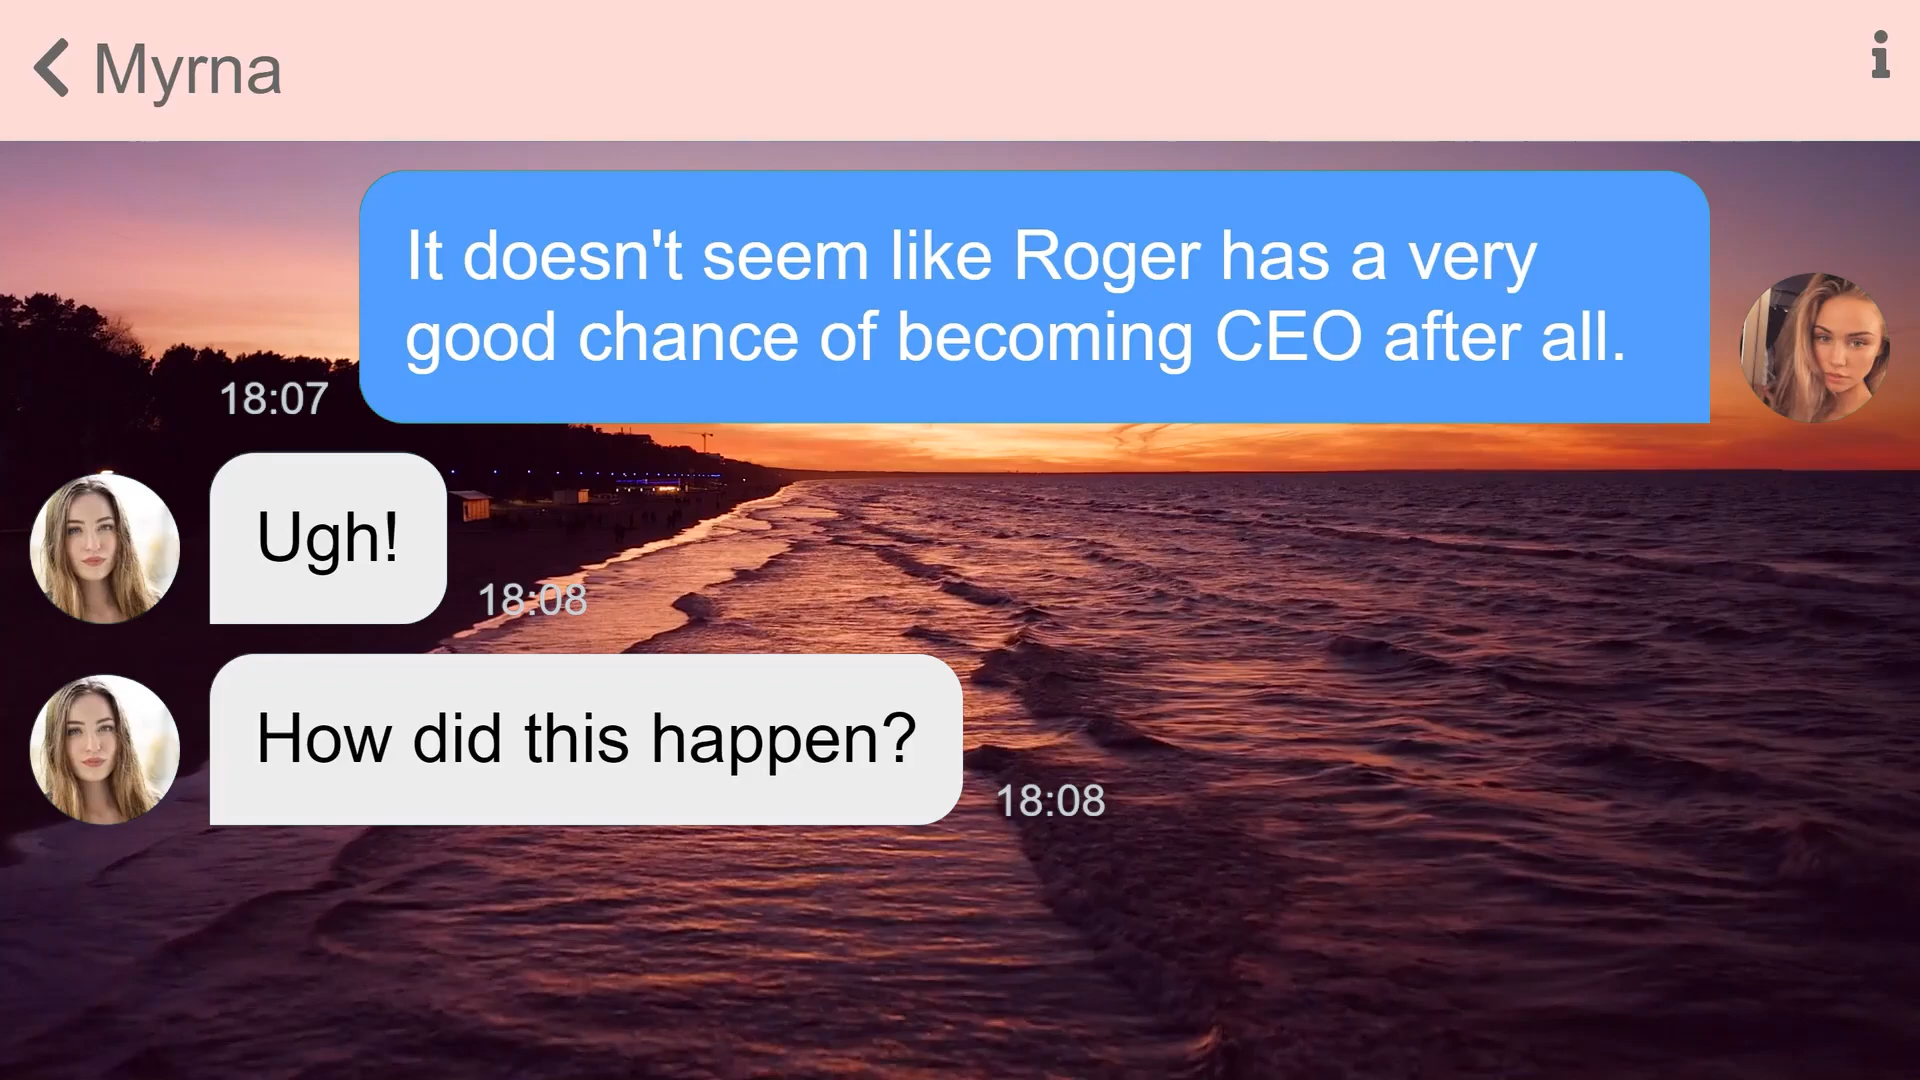 Myrna
It doesn't seem like Roger has a very
good chance of becoming CEO after all.
18:07
Ugh!
18:08
How did this happen?
18:08